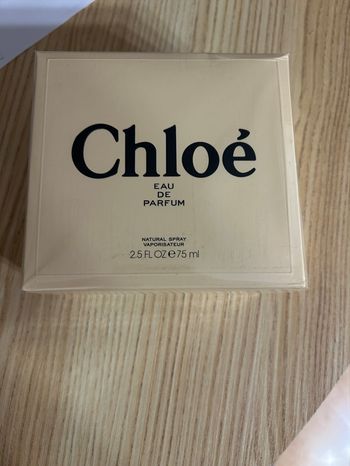 Chloé
EAU
DE
PARFUM
NATURAL SPRAY
VAPORISATEUR
2.5 FL OZ ℮ 75 ml